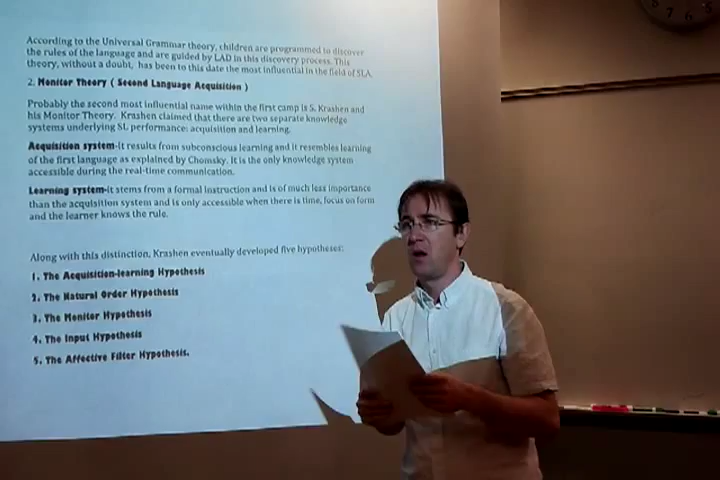 According to the Universal Grammar theory, children are programmed to discover
the rules of the language and are guided by LAD in this discovery process. This
theory, without a doubt, has been to this date the most influential in the field of SLA.
2. Monitor Theory ( Second Language Acquisition )
Probably the second most influential name within the first camp is S. Krashen and
his Monitor Theory. Krashen claimed that there are two separate knowledge
systems underlying SL performance: acquisition and learning.
Acquisition system-it results from subconscious learning and it resembles learning
of the first language as explained by Chomsky. It is the only knowledge system
accessible during the real-time communication.
Learning system-it stems from a formal instruction and is of much less importance
than the acquisition system and is only accessible when there is time, focus on form
and the learner knows the rule.
Along with this distinction, Krashen eventually developed five hypotheses:
1. The Acquisition-learning Hypothesis
2. The Natural Order Hypothesis
3. The Monitor Hypothesis
4. The Input Hypothesis
5. The Affective Filter Hypothesis.
8 7 6 5